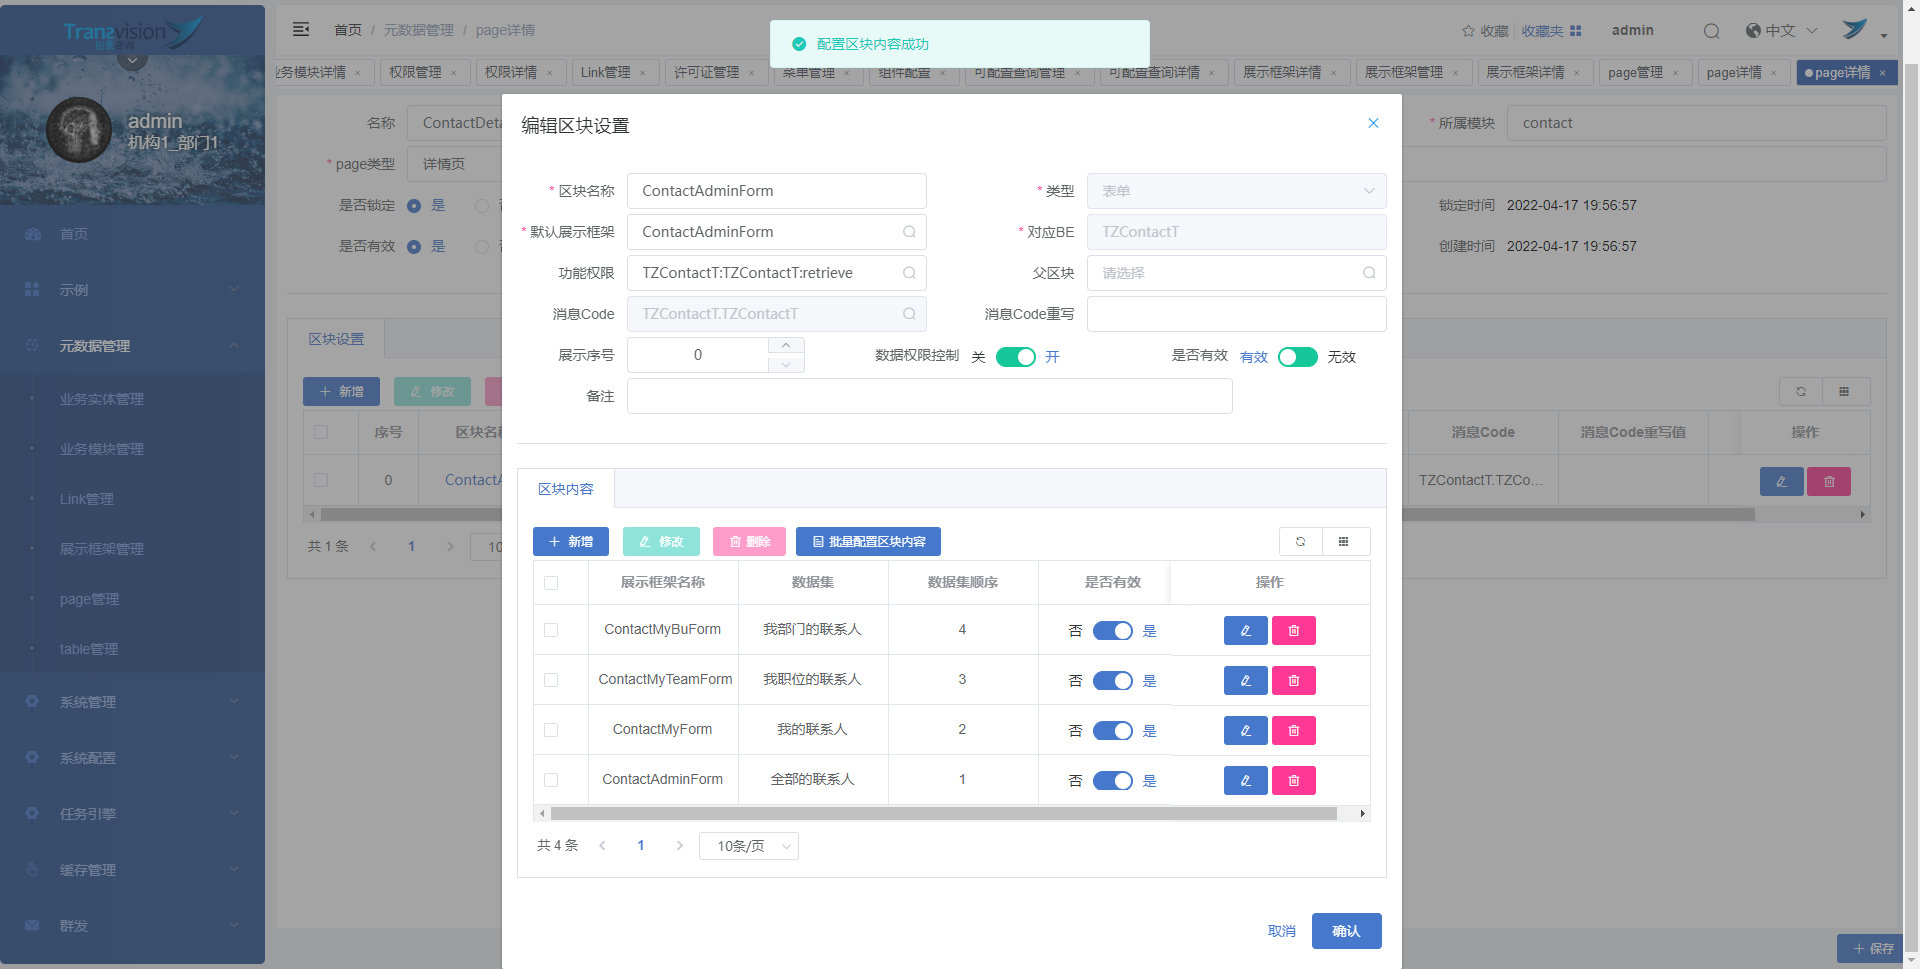 Tranzvision
创景咨询
admin
机构1_部门1
首页
示例
元数据管理
业务实体管理
业务模块管理
Link管理
展示框架管理
page管理
table管理
系统管理
系统配置
任务引擎
缓存管理
群发
首页 / 元数据管理 / page详情
配置区块内容成功
收藏 收藏夹 admin 中文
业务模块详情 × 权限管理 × 权限详情 × Link管理 × 许可证管理 × 菜单管理 × 组件配置 × 可配置查询管理 × 可配置查询详情 × 展示框架详情 × 展示框架管理 × 展示框架详情 × page管理 × page详情 × page详情 ×
名称 ContactDeta
* 所属模块 contact
* page类型 详情页
是否锁定 是
锁定时间 2022-04-17 19:56:57
是否有效 是
创建时间 2022-04-17 19:56:57
区块设置
新增 修改
序号 区块名称 消息Code 消息Code重写值 操作
0 ContactA TZContactT.TZCo...
共 1 条 1 10
保存
编辑区块设置
* 区块名称 ContactAdminForm * 类型 表单
* 默认展示框架 ContactAdminForm * 对应BE TZContactT
功能权限 TZContactT:TZContactT:retrieve 父区块 请选择
消息Code TZContactT.TZContactT 消息Code重写
展示序号 0 数据权限控制 关 开 是否有效 有效 无效
备注
区块内容
新增 修改 删除 批量配置区块内容
展示框架名称 数据集 数据集顺序 是否有效 操作
ContactMyBuForm 我部门的联系人 4 否 是
ContactMyTeamForm 我职位的联系人 3 否 是
ContactMyForm 我的联系人 2 否 是
ContactAdminForm 全部的联系人 1 否 是
共 4 条 1 10条/页
取消 确认